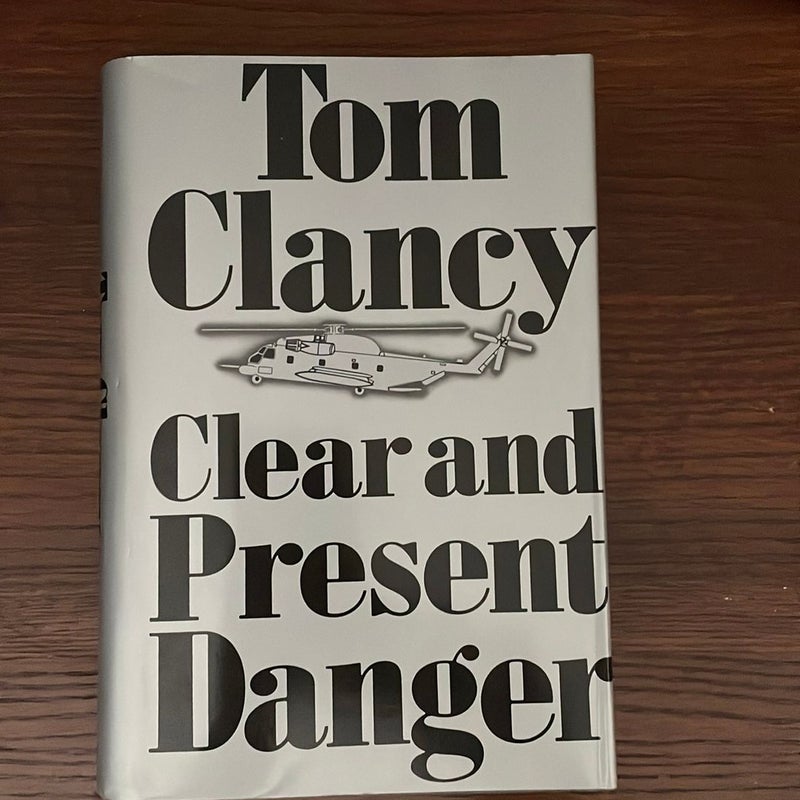 Tom
Clancy
Clear and
Present
Danger